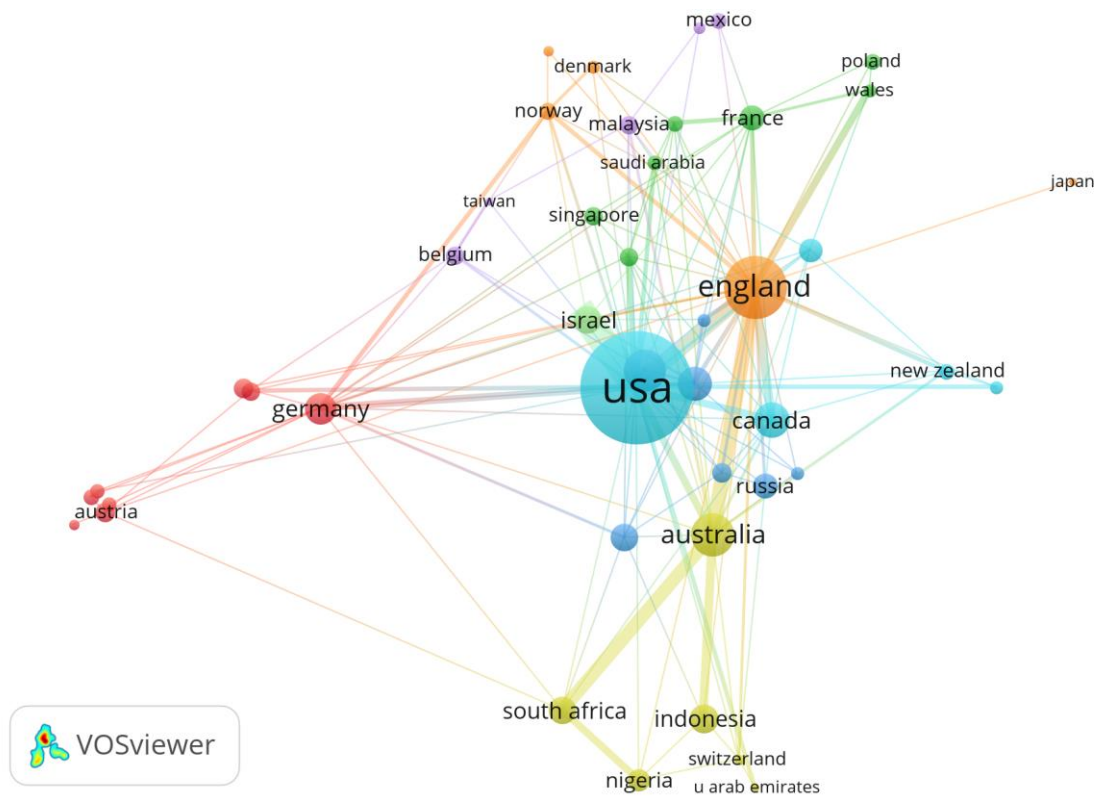 mexico
poland
denmark
wales
norway
malaysia
france
saudi arabia
japan
taiwan
singapore
belgium
england
israel
new zealand
usa
germany
canada
russia
austria
australia
south africa
indonesia
VOSviewer
switzerland
nigeria
u arab emirates